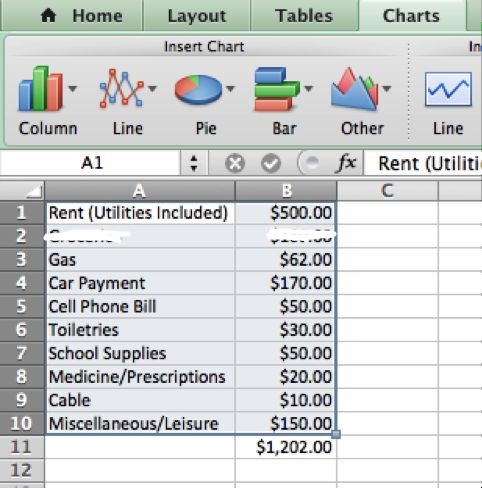 Home Layout Tables Charts
Insert Chart In
Column Line Pie Bar Other Line
A1 fx Rent (Utiliti
A B C
1 Rent (Utilities Included) $500.00
2
3 Gas $62.00
4 Car Payment $170.00
5 Cell Phone Bill $50.00
6 Toiletries $30.00
7 School Supplies $50.00
8 Medicine/Prescriptions $20.00
9 Cable $10.00
10 Miscellaneous/Leisure $150.00
11 $1,202.00
12